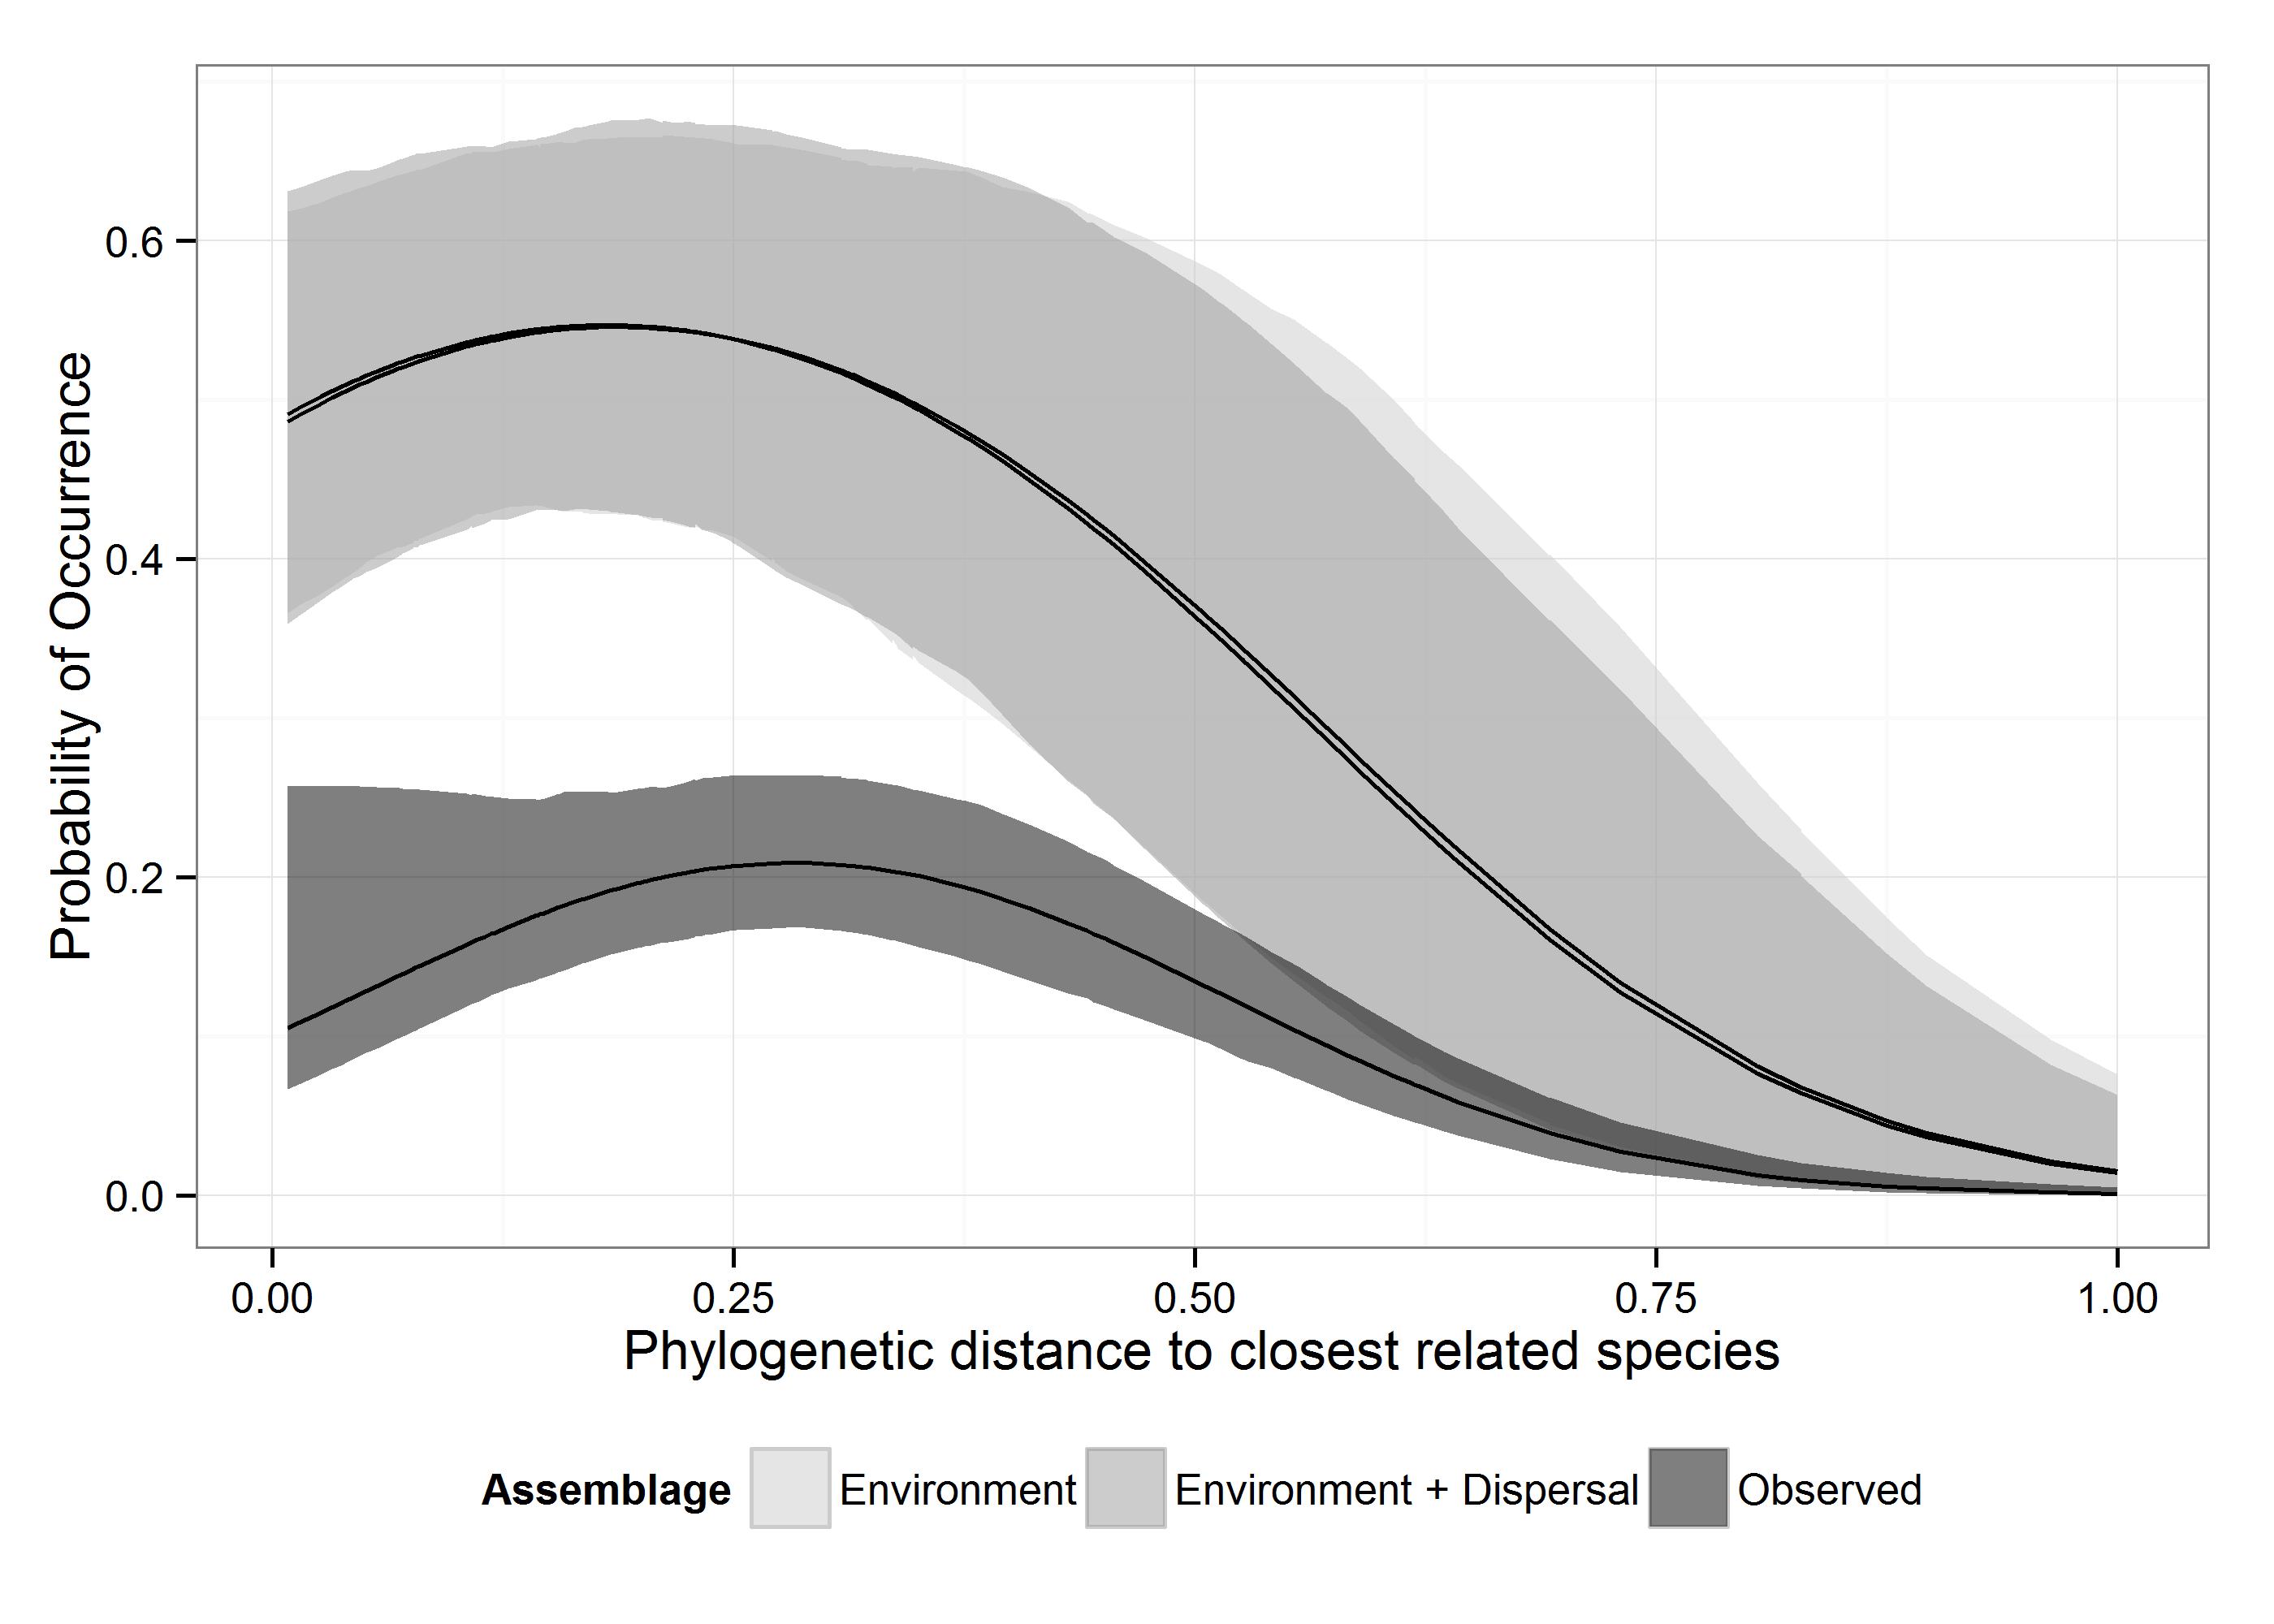 Probability of Occurrence
0.6
0.4
0.2
0.0
0.00 0.25 0.50 0.75 1.00
Phylogenetic distance to closest related species
Assemblage Environment Environment + Dispersal Observed